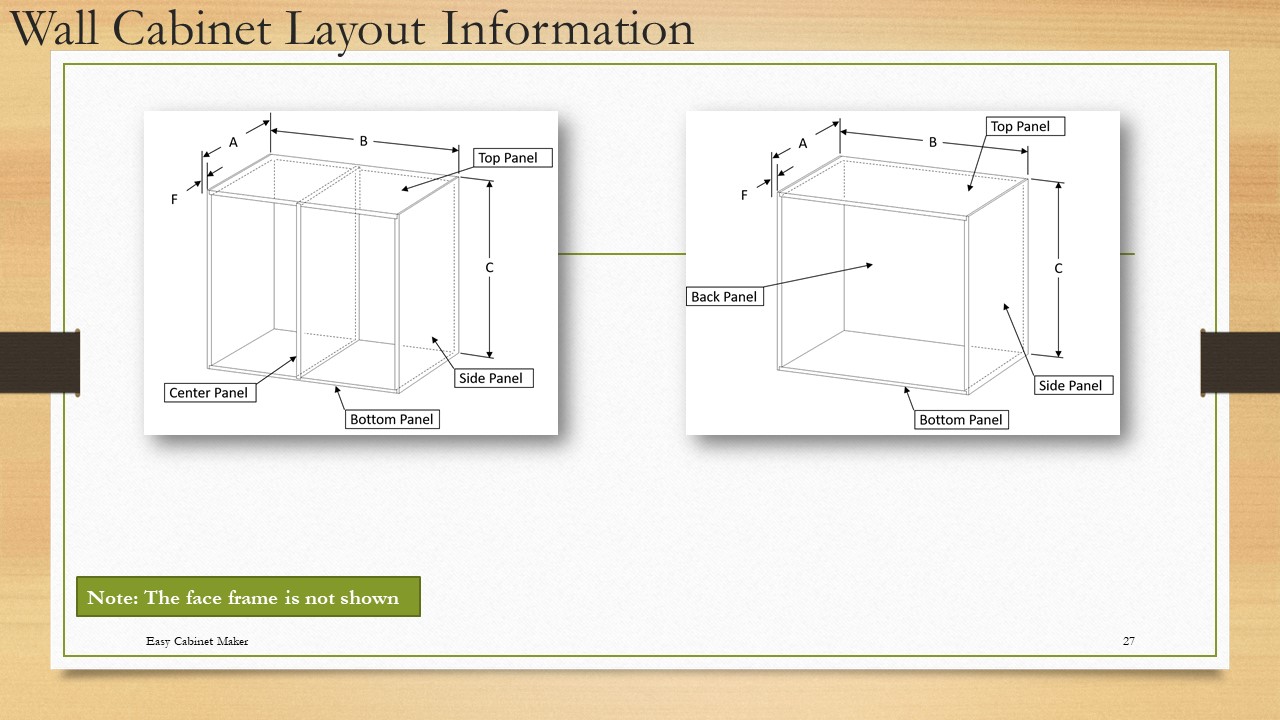 Wall Cabinet Layout Information
A
B
Top Panel
F
C
Side Panel
Center Panel
Bottom Panel
Top Panel
A
B
F
C
Back Panel
Side Panel
Bottom Panel
Note: The face frame is not shown
Easy Cabinet Maker
27